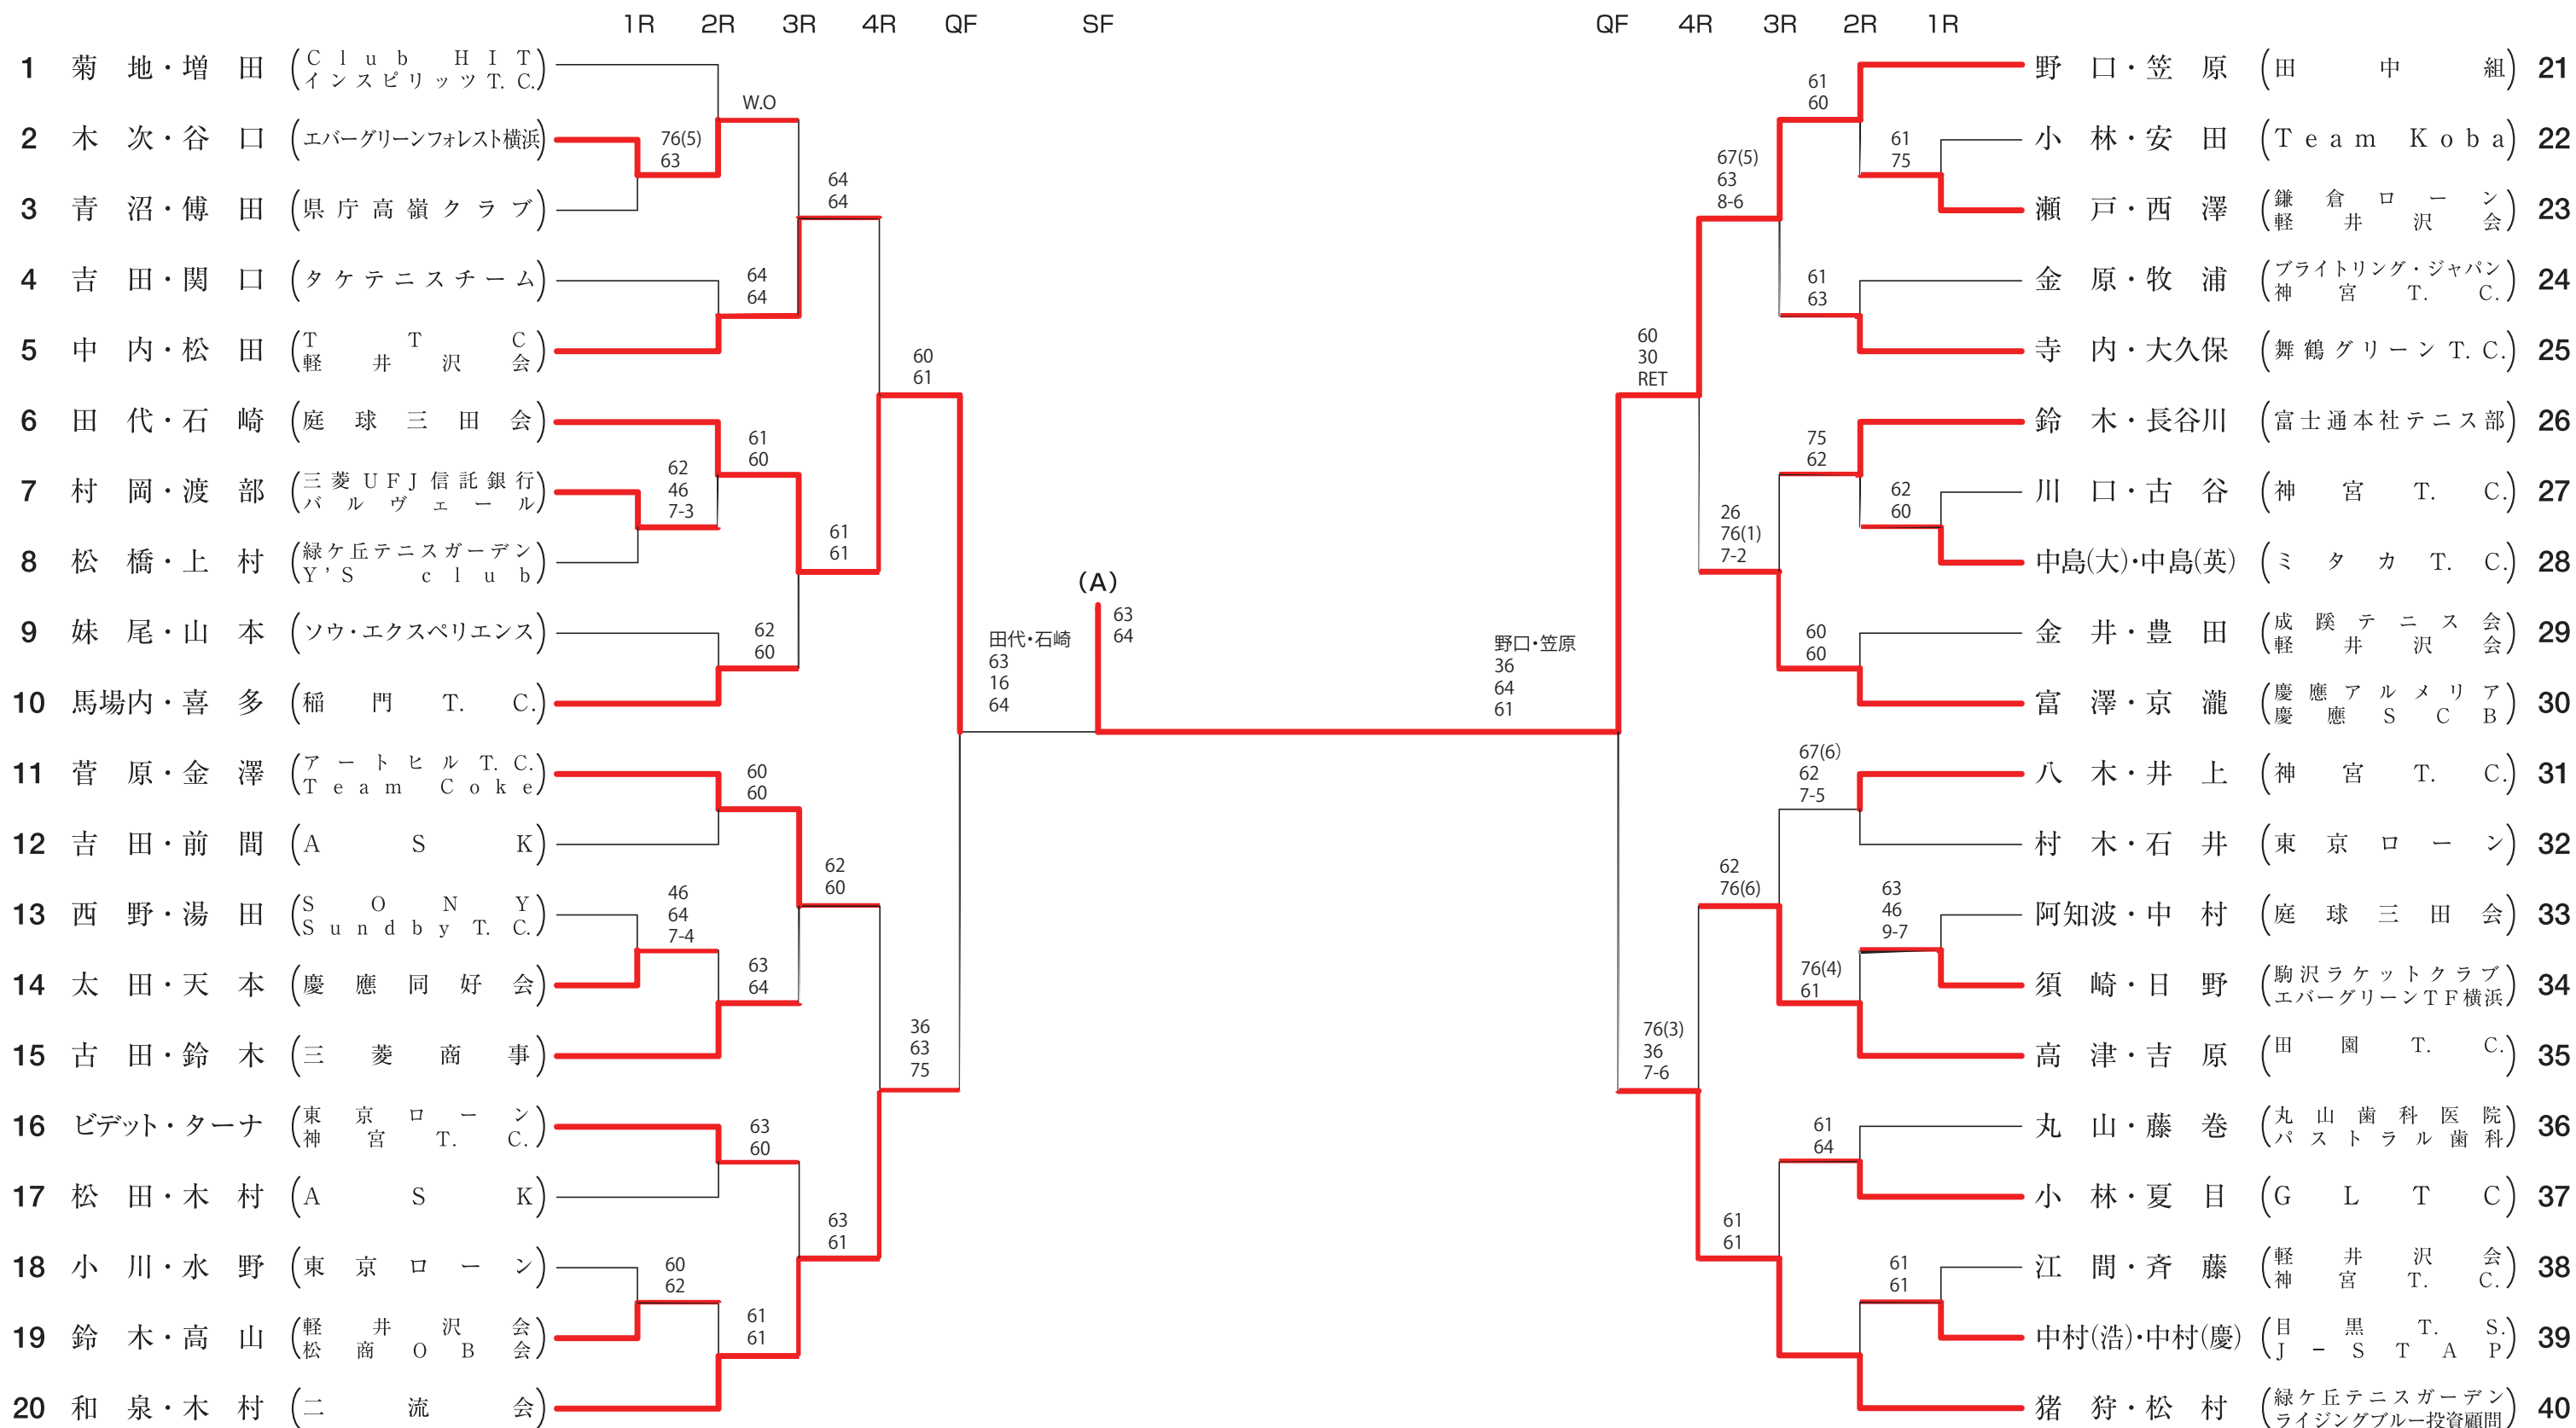 1R 2R 3R 4R QF SF QF 4R 3R 2R 1R
1 菊地・増田 (Club HIT
インスピリッツT.C.)
2 木次・谷口 (エバーグリーンフォレスト横浜)
3 青沼・傅田 (県庁高嶺クラブ)
4 吉田・関口 (タケテニスチーム)
5 中内・松田 (TTC
軽井沢会)
6 田代・石崎 (庭球三田会)
7 村岡・渡部 (三菱UFJ信託銀行
バルヴェール)
8 松橋・上村 (緑ケ丘テニスガーデン
Y'S club)
9 妹尾・山本 (ソウ・エクスペリエンス)
10 馬場内・喜多 (稲門T.C.)
11 菅原・金澤 (アートヒルT.C.
Team Coke)
12 吉田・前間 (ASK)
13 西野・湯田 (SONY
Sundby T.C.)
14 太田・天本 (慶應同好会)
15 古田・鈴木 (三菱商事)
16 ビデット・ターナ (東京ローン
神宮T.C.)
17 松田・木村 (ASK)
18 小川・水野 (東京ローン)
19 鈴木・高山 (軽井沢会
松商OB会)
20 和泉・木村 (二流会)
76(5)
63
62
46
7-3
46
64
7-4
60
62
W.O
64
64
61
60
62
60
60
60
63
64
63
60
61
61
64
64
61
61
62
60
63
61
60
61
36
63
75
田代・石崎
63
16
64
(A)
63
64
野口・笠原
36
64
61
60
30
RET
76(3)
36
7-6
67(5)
63
8-6
26
76(1)
7-2
62
76(6)
61
61
61
60
61
63
75
62
60
60
67(6)
62
7-5
76(4)
61
61
64
61
75
62
60
63
46
9-7
61
61
野口・笠原 (田中組) 21
小林・安田 (Team Koba) 22
瀬戸・西澤 (鎌倉ローン
軽井沢会) 23
金原・牧浦 (ブライトリング・ジャパン
神宮T.C.) 24
寺内・大久保 (舞鶴グリーンT.C.) 25
鈴木・長谷川 (富士通本社テニス部) 26
川口・古谷 (神宮T.C.) 27
中島(大)・中島(英) (ミタカT.C.) 28
金井・豊田 (成蹊テニス会
軽井沢会) 29
富澤・京瀧 (慶應アルメリア
慶應SCB) 30
八木・井上 (神宮T.C.) 31
村木・石井 (東京ローン) 32
阿知波・中村 (庭球三田会) 33
須崎・日野 (駒沢ラケットクラブ
エバーグリーンTF横浜) 34
高津・吉原 (田園T.C.) 35
丸山・藤巻 (丸山歯科医院
パストラル歯科) 36
小林・夏目 (GLTC) 37
江間・斉藤 (軽井沢会
神宮T.C.) 38
中村(浩)・中村(慶) (目黒T.S.
J-STAP) 39
猪狩・松村 (緑ケ丘テニスガーデン
ライジングブルー投資顧問) 40